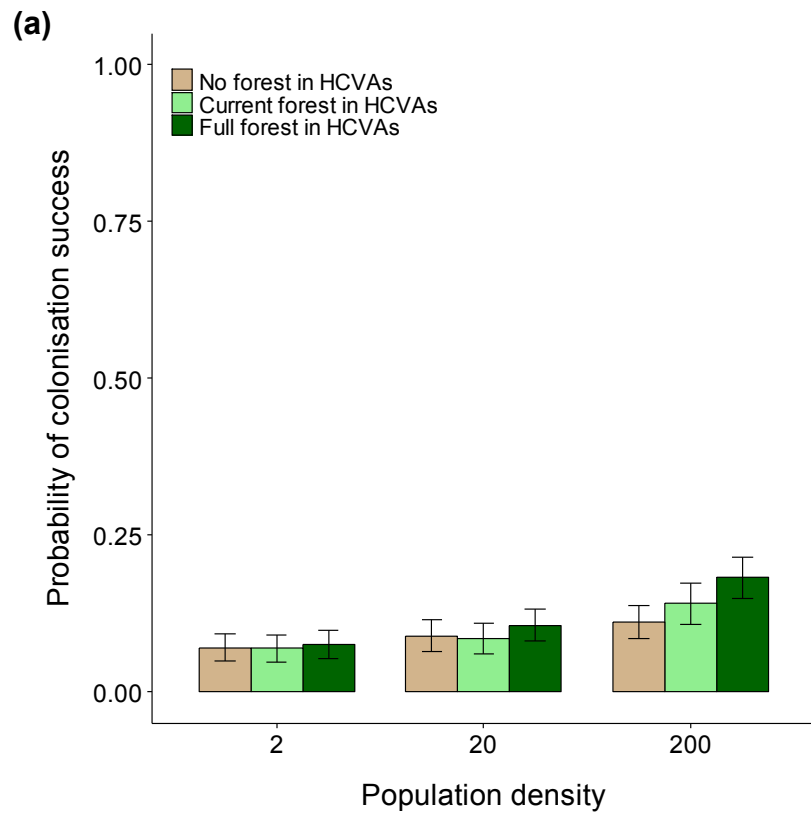 (a)
1.00
No forest in HCVAs
Current forest in HCVAs
Full forest in HCVAs
0.75
0.50
0.25
0.00
Probability of colonisation success
2 20 200
Population density